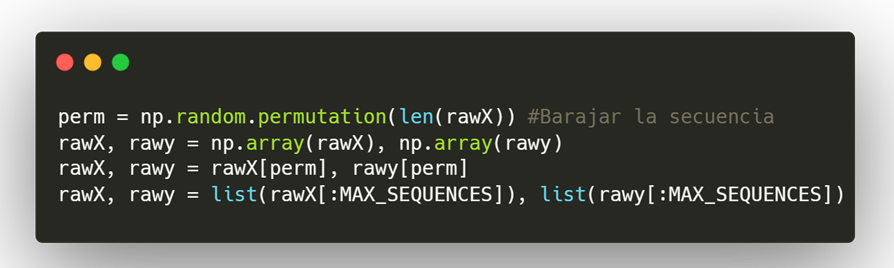 perm = np.random.permutation(len(rawX)) #Barajar la secuencia
rawX, rawy = np.array(rawX), np.array(rawy)
rawX, rawy = rawX[perm], rawy[perm]
rawX, rawy = list(rawX[:MAX_SEQUENCES]), list(rawy[:MAX_SEQUENCES])